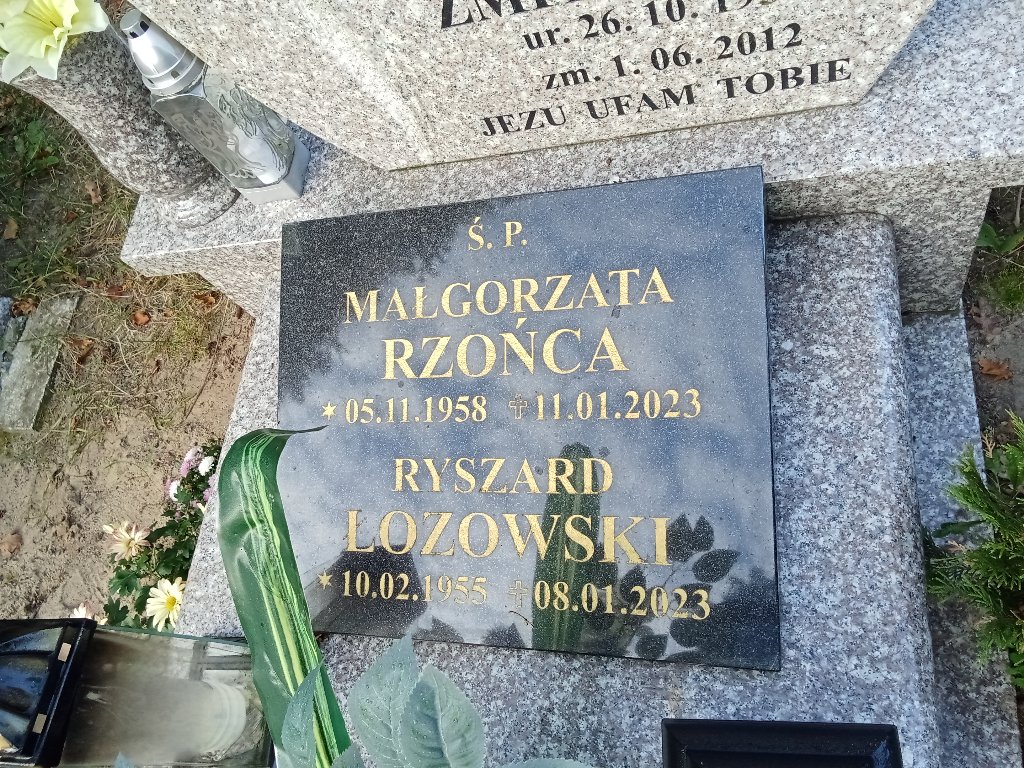 ur. 26. 10. 19
zm. 1. 06. 2012
JEZU UFAM TOBIE
Ś. P.
MAŁGORZATA
RZOŃCA
05.11.1958 11.01.2023
RYSZARD
ŁOZOWSKI
10.02.1955 08.01.2023